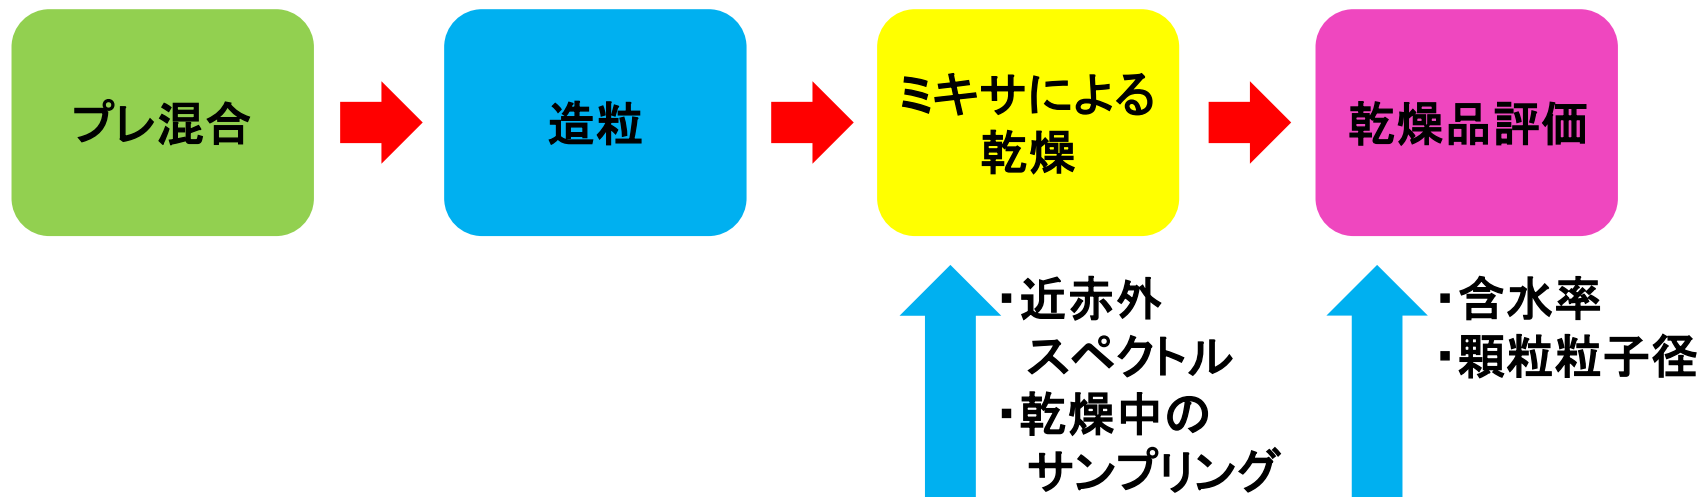 プレ混合
造粒
ミキサによる
乾燥
乾燥品評価
・近赤外
スペクトル
・乾燥中の
サンプリング
・含水率
・顆粒粒子径